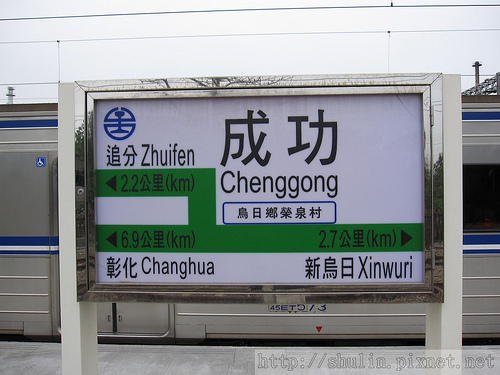 追分 Zhuifen
成功
Chenggong
2.2公里(km)
烏日鄉榮泉村
6.9公里(km)
2.7公里(km)
彰化 Changhua
新烏日 Xinwuri
45ET573
http://shulin.pixnet.net